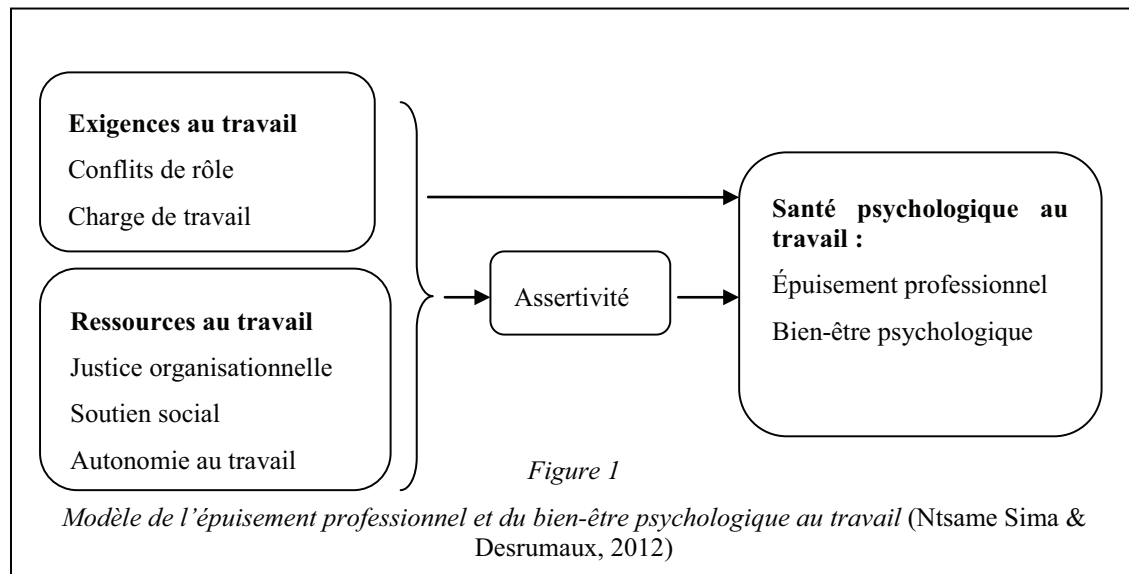 Exigences au travail
Conflits de rôle
Charge de travail
Ressources au travail
Justice organisationnelle
Soutien social
Autonomie au travail
Assertivité
Santé psychologique au
travail :
Épuisement professionnel
Bien-être psychologique
Figure 1
Modèle de l’épuisement professionnel et du bien-être psychologique au travail (Ntsame Sima &
Desrumaux, 2012)